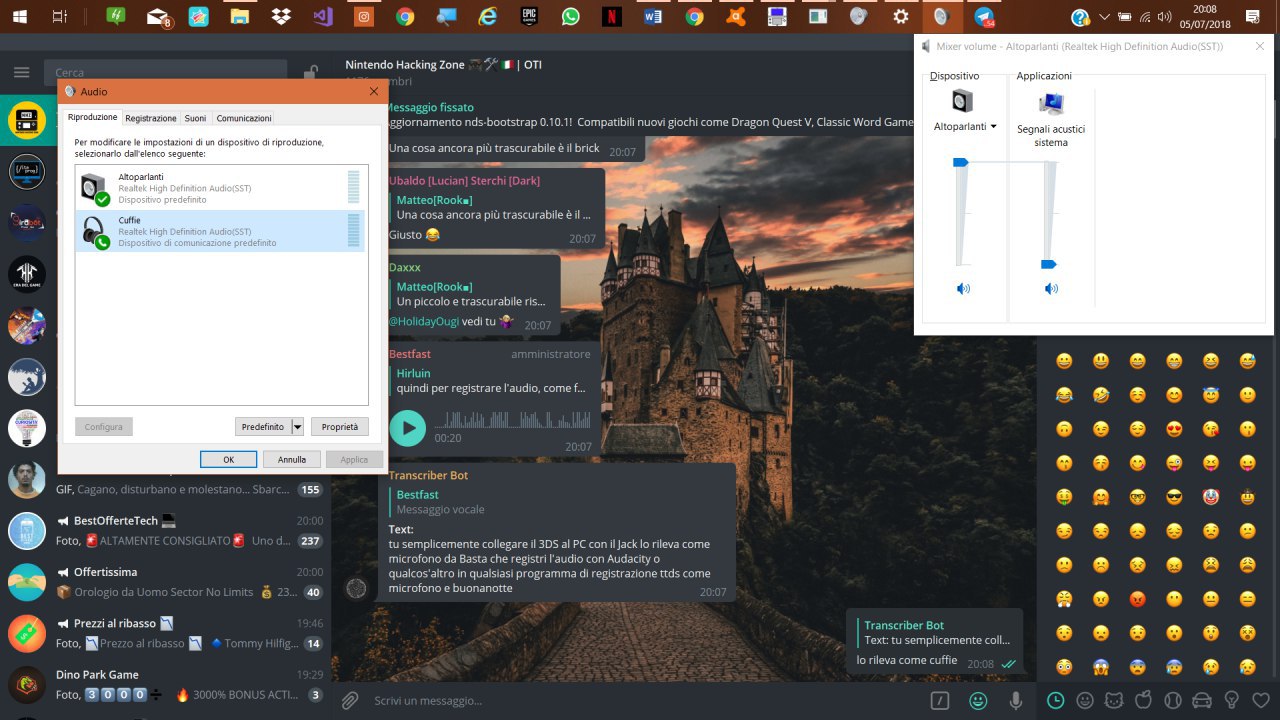 8
EPIC
GAMES
N
54
20:08
05/07/2018
Cerca
Nintendo Hacking Zone | OTI
Mixer volume - Altoparlanti (Realtek High Definition Audio(SST))
Dispositivo
Applicazioni
Altoparlanti
Segnali acustici
sistema
Audio
Riproduzione
Registrazione
Suoni
Comunicazioni
Per modificare le impostazioni di un dispositivo di riproduzione,
selezionarlo dall'elenco seguente:
Altoparlanti
Realtek High Definition Audio(SST)
Dispositivo predefinito
Cuffie
Realtek High Definition Audio(SST)
Dispositivo di comunicazione predefinito
Configura
Predefinito
Proprietà
OK
Annulla
Applica
Messaggio fissato
ggiornamento nds-bootstrap 0.10.1! Compatibili nuovi giochi come Dragon Quest V, Classic Word Game
Una cosa ancora più trascurabile è il brick 20:07
Ubaldo [Lucian] Sterchi [Dark]
Matteo[Rook■]
Una cosa ancora più trascurabile è il ...
Giusto 😂 20:07
Daxxx
Matteo[Rook■]
Un piccolo e trascurabile ris...
@HolidayOugi vedi tu 🤷‍♀️ 20:07
Bestfast amministratore
Hirluin
quindi per registrare l'audio, come f...
00:20
20:07
Transcriber Bot
Bestfast
Messaggio vocale
Text:
tu semplicemente collegare il 3DS al PC con il Jack lo rileva come
microfono da Basta che registri l'audio con Audacity o
qualcos'altro in qualsiasi programma di registrazione ttds come
microfono e buonanotte 20:07
Transcriber Bot
Text: tu semplicemente coll...
lo rileva come cuffie 20:08
Scrivi un messaggio...
ERA DEL GAME
CURIOSITÀ
GIF, Cagano, disturbano e molestano... Sbarc... 155
BestOfferteTech 20:00
Foto, 🚨ALTAMENTE CONSIGLIATO🚨 Uno d... 237
Offertissima 20:00
📦 Orologio da Uomo Sector No Limits 💰 23... 40
Prezzi al ribasso 📉 19:46
Foto, 📉Prezzo al ribasso 📉 🔷Tommy Hilfig... 14
Dino Park Game 19:29
Foto, 3️⃣0️⃣0️⃣0️⃣➗ 🔥 3000% BONUS ACTI... 3